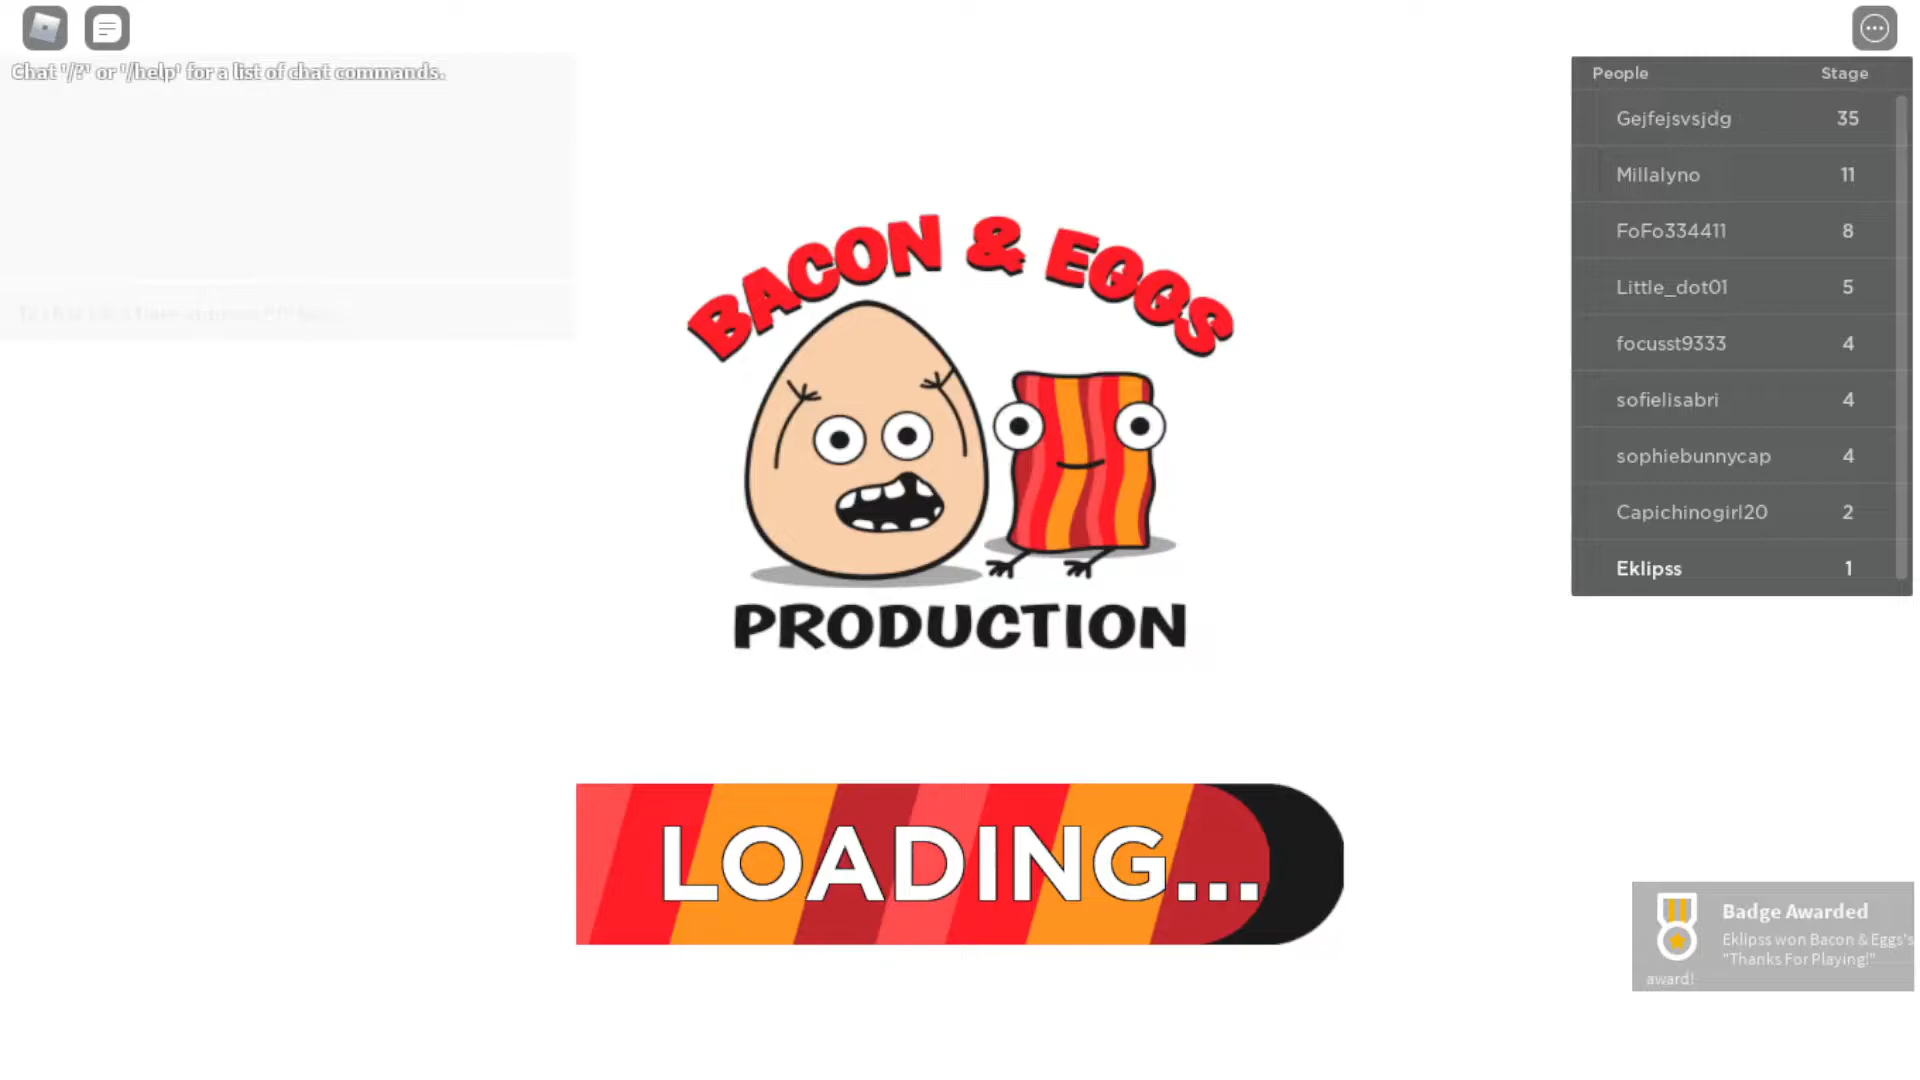 Chat '/?' or '/help' for a list of chat commands.
People Stage
Gejfejsvsjdg 35
Millalyno 11
FoFo334411 8
Little_dot01 5
focusst9333 4
sofielisabri 4
sophiebunnycap 4
Capichinogirl20 2
Eklipss 1
BACON & EGGS
PRODUCTION
LOADING...
Badge Awarded
Eklipss won Bacon & Eggs's
"Thanks For Playing!"
award!